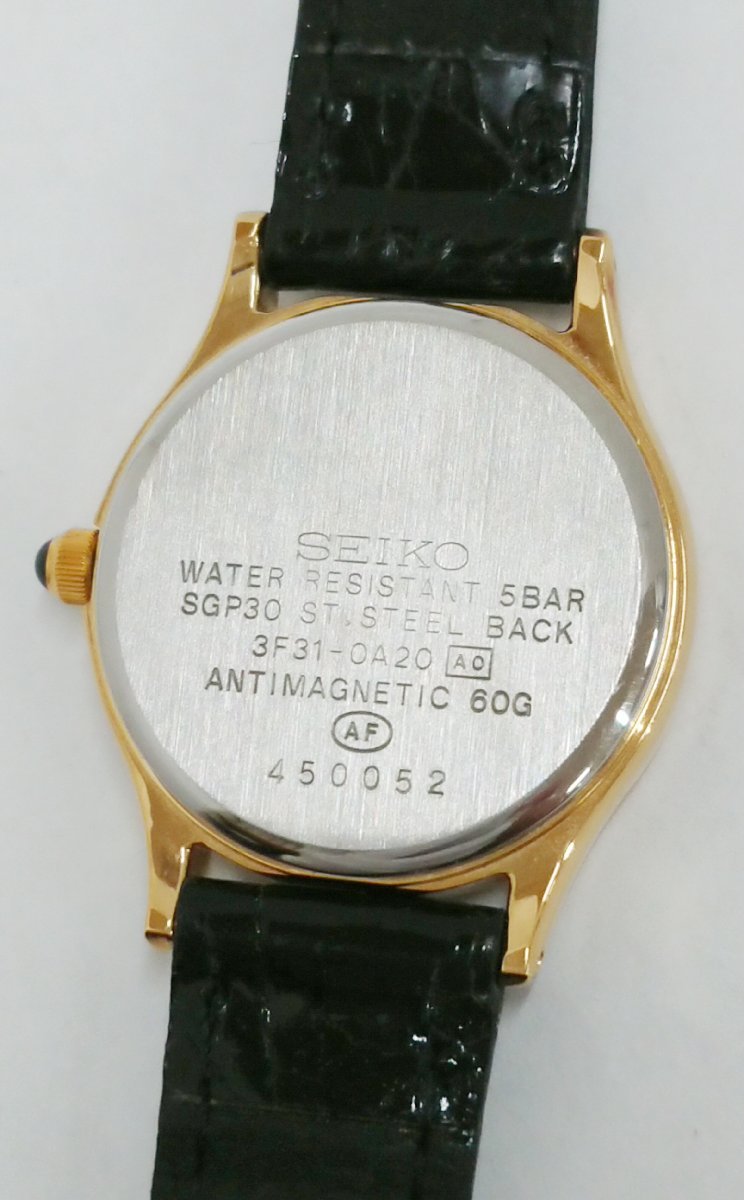 SEIKO
WATER RESISTANT 5BAR
SGP30 ST.STEEL BACK
3F31-0A20 A0
ANTIMAGNETIC 60G
AF
450052